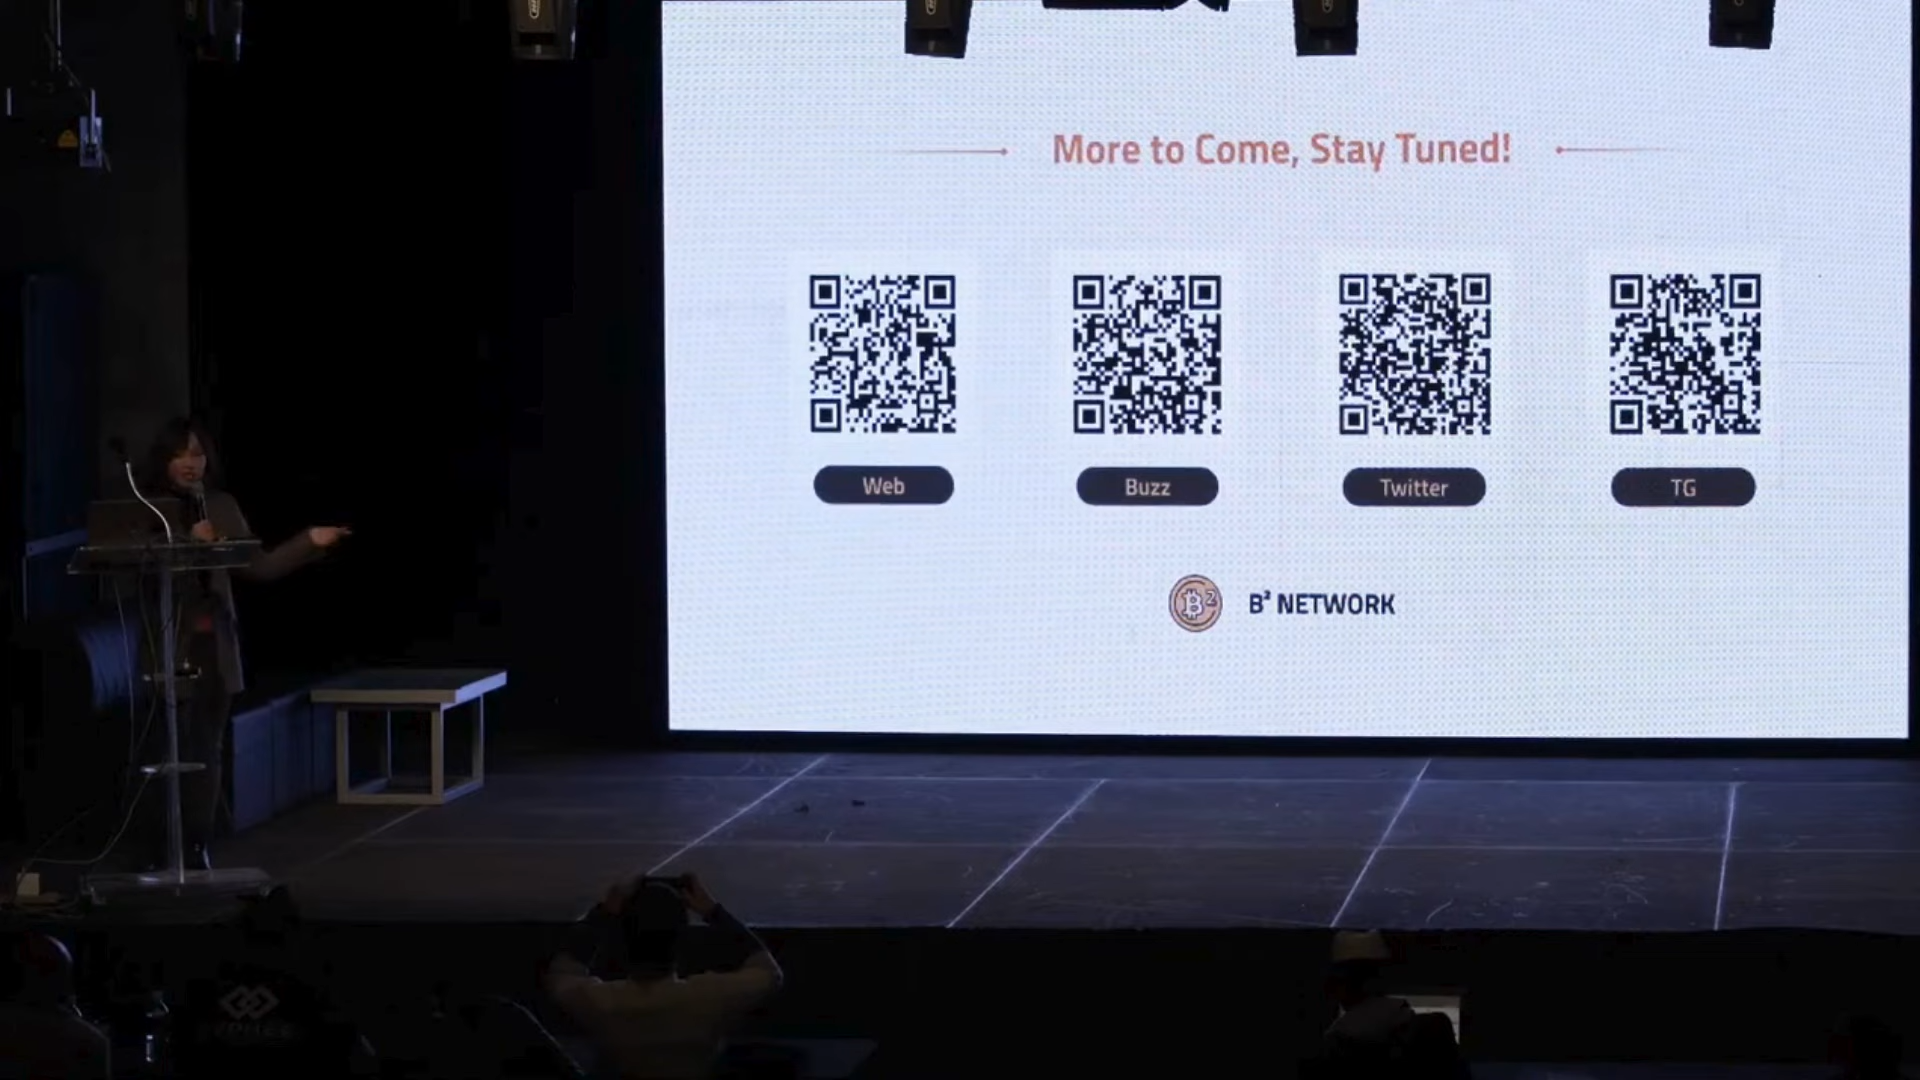 More to Come, Stay Tuned!
Web
Buzz
Twitter
TG
B² NETWORK